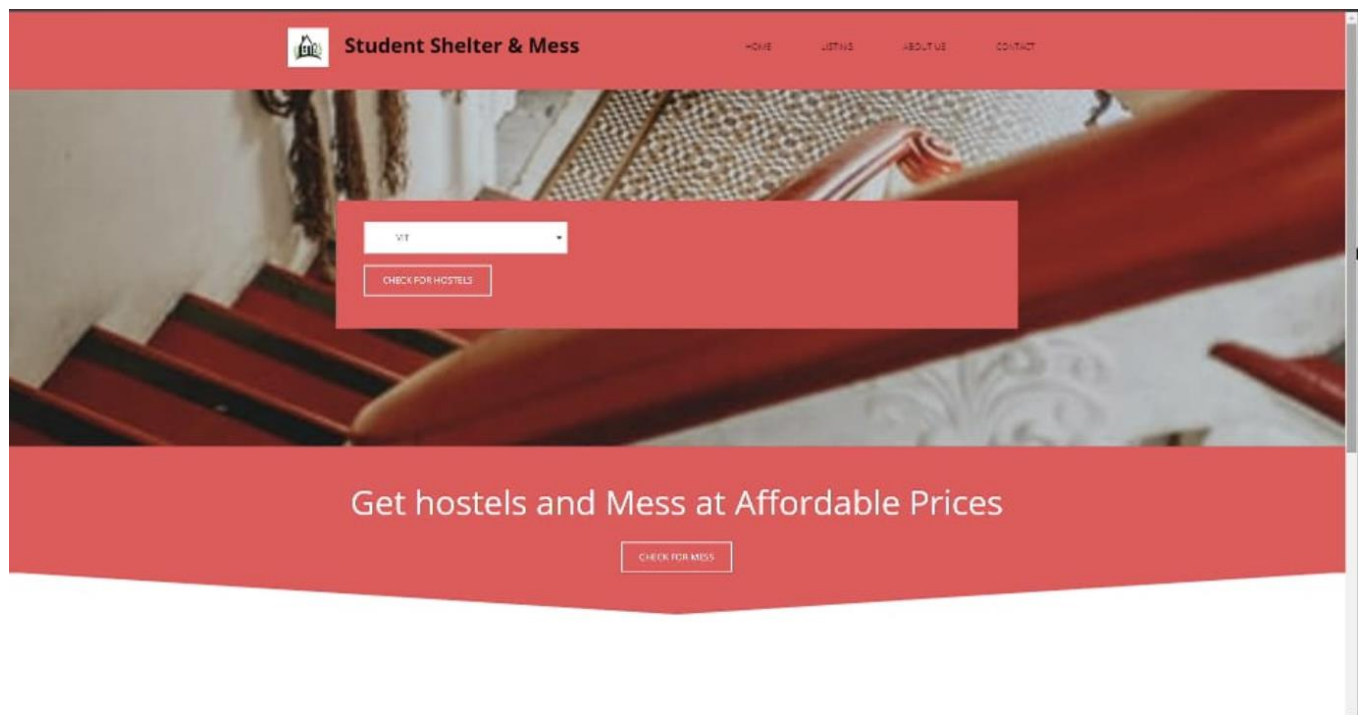 Student Shelter & Mess
HOME LISTING ABOUT US CONTACT
VIT
CHECK FOR HOSTELS
Get hostels and Mess at Affordable Prices
CHECK FOR MESS